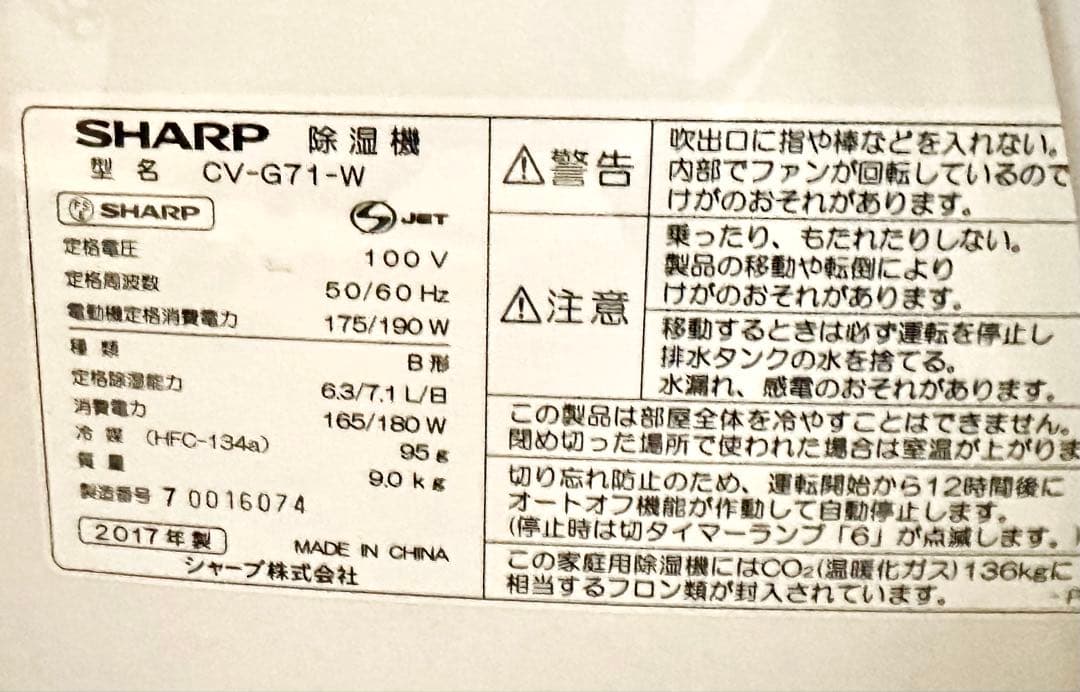 SHARP 除湿機
型名 CV-G71-W
PSE SHARP S JET
定格電圧 100 V
定格周波数 50/60 Hz
電動機定格消費電力 175/190 W
種類 B形
定格除湿能力 6.3/7.1 L/日
消費電力 165/180 W
冷媒 (HFC-134a) 95 g
質量 9.0 kg
製造番号 7 0016074
2017年製 MADE IN CHINA
シャープ株式会社
⚠警告
吹出口に指や棒などを入れない。
内部でファンが回転しているので
けがのおそれがあります。
⚠注意
乗ったり、もたれたりしない。
製品の移動や転倒により
けがのおそれがあります。
移動するときは必ず運転を停止し
排水タンクの水を捨てる。
水漏れ、感電のおそれがあります。
この製品は部屋全体を冷やすことはできません。
閉め切った場所で使われた場合は室温が上がりま
切り忘れ防止のため、運転開始から12時間後に
オートオフ機能が作動して自動停止します。
(停止時は切タイマーランプ「6」が点滅します。)
この家庭用除湿機にはCO₂(温暖化ガス)136kgに
相当するフロン類が封入されています。